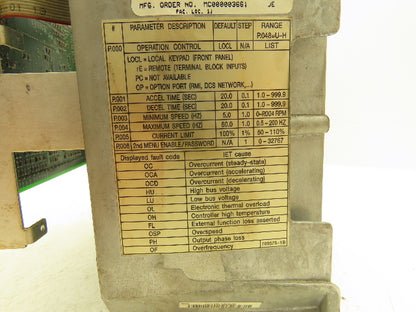 MFG. ORDER NO. MC000003661 JE
FAC. LOC. 11
# PARAMETER DESCRIPTION DEFAULT STEP RANGE
P.048=U-H
P.000 OPERATION CONTROL LOCL N/A LIST
LOCL = LOCAL KEYPAD (FRONT PANEL)
rE = REMOTE (TERMINAL BLOCK INPUTS)
PC = NOT AVAILABLE
OP = OPTION PORT (RMI, DCS NETWORK,...)
P.001 ACCEL TIME (SEC) 20.0 0.1 1.0 - 999.9
P.002 DECEL TIME (SEC) 20.0 0.1 1.0 - 999.9
P.003 MINIMUM SPEED (HZ) 5.0 1.0 0-P.004 RPM
P.004 MAXIMUM SPEED (HZ) 60.0 1.0 0.5 - 200 HZ
P.005 CURRENT LIMIT 100% 1% 50 - 110%
P.006 2nd MENU ENABLE/PASSWORD N/A 1 0 - 32767
Displayed fault code IET cause
OC Overcurrent (steady-state)
OCA Overcurrent (accelerating)
OCD Overcurrent (decelerating)
HU High bus voltage
LU Low bus voltage
OL Electronic thermal overload
OH Controller high temperature
FL External function loss asserted
OSP Overspeed
PH Output phase loss
OF Overfrequency